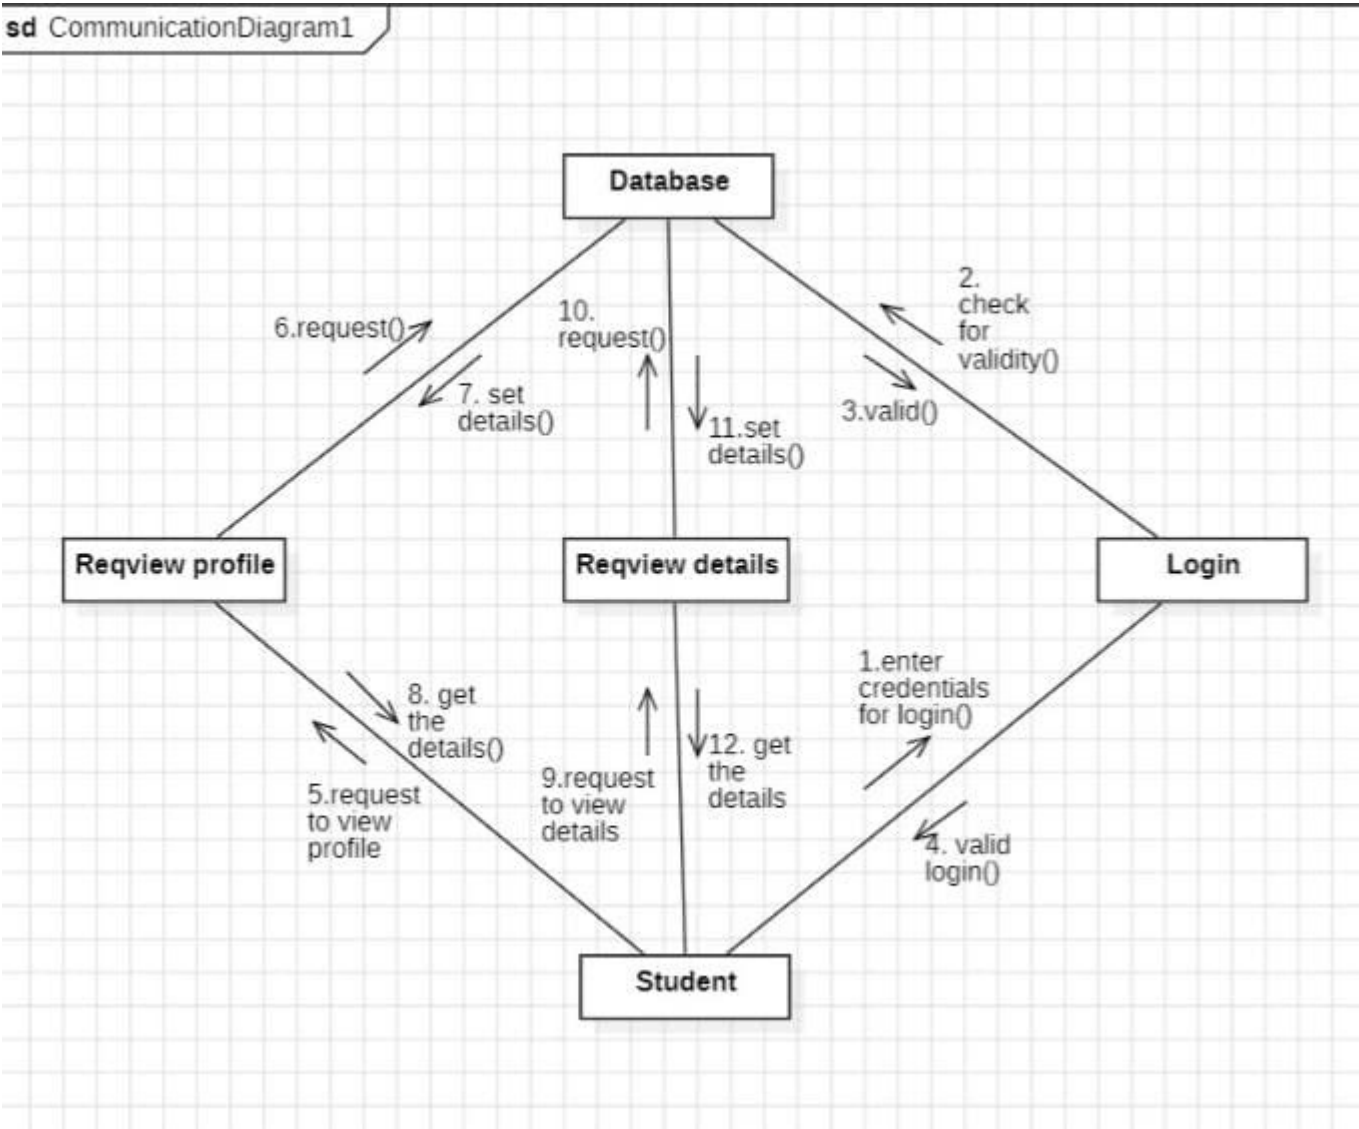 sd CommunicationDiagram1
Database
2.
check
for
validity()
10.
request()
6.request()
7. set
details()
3.valid()
11.set
details()
Reqview profile
Reqview details
Login
1.enter
credentials
for login()
8. get
the
details()
12. get
the
details
9.request
to view
details
5.request
to view
profile
4. valid
login()
Student